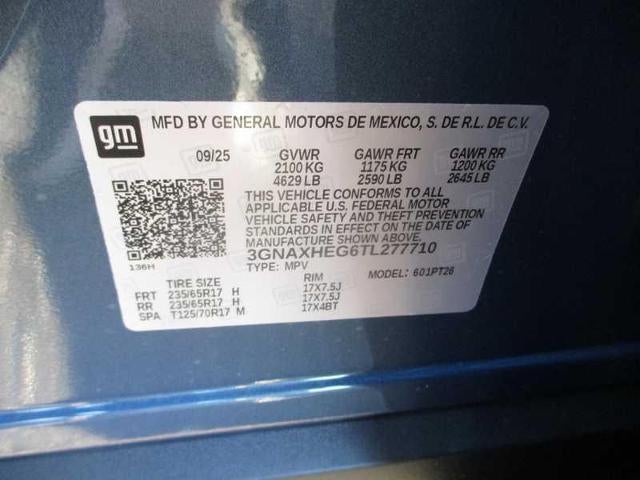 gm
MFD BY GENERAL MOTORS DE MEXICO, S. DE R.L. DE C.V.
09/25 GVWR GAWR FRT GAWR RR
2100 KG 1175 KG 1200 KG
4629 LB 2590 LB 2645 LB
THIS VEHICLE CONFORMS TO ALL
APPLICABLE U.S. FEDERAL MOTOR
VEHICLE SAFETY AND THEFT PREVENTION
STANDARDS IN EFFECT ON THE DATE OF
MANUFACTURE SHOWN ABOVE.
3GNAXHEG6TL277710
136H TYPE: MPV MODEL: 601PT26
TIRE SIZE RIM
FRT 235/65R17 H 17X7.5J
RR 235/65R17 H 17X7.5J
SPA T125/70R17 M 17X4BT